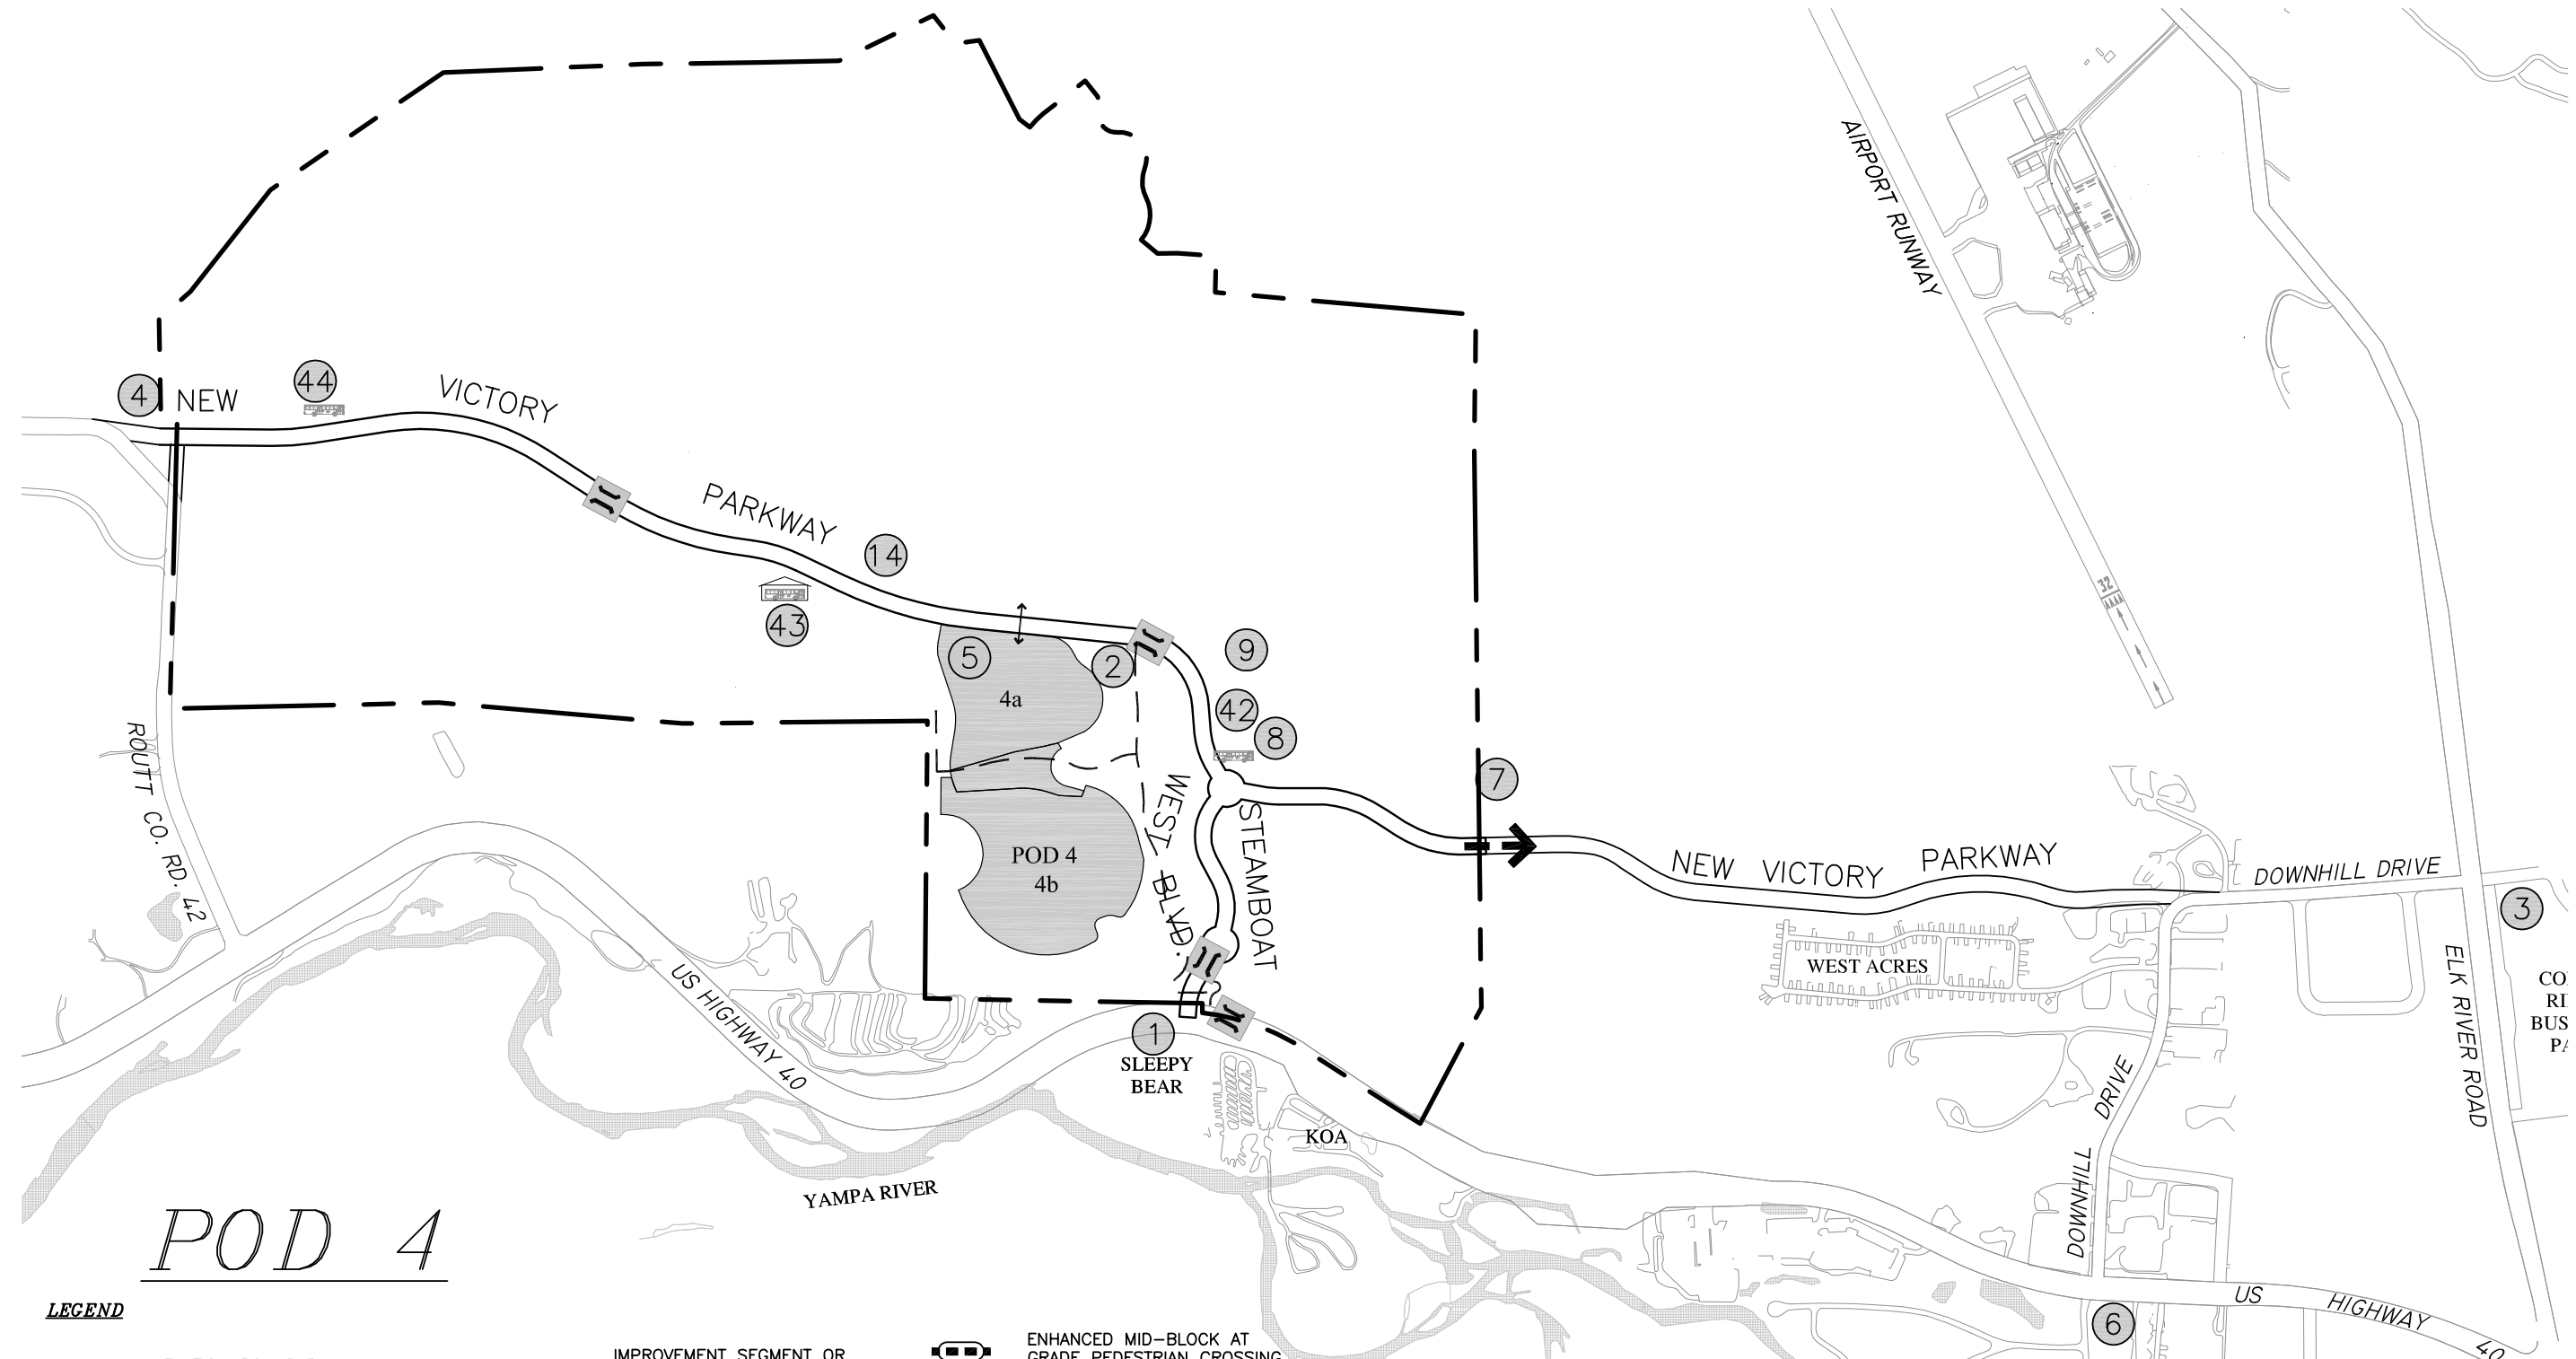 AIRPORT RUNWAY
32
4
NEW
44
VICTORY
PARKWAY
14
43
5
2
9
4a
42
8
7
ROUTT CO. RD. 42
WEST BLVD.
STEAMBOAT
POD 4
4b
NEW VICTORY PARKWAY
DOWNHILL DRIVE
3
WEST ACRES
ELK RIVER ROAD
US HIGHWAY 40
1
SLEEPY
BEAR
KOA
DOWNHILL DRIVE
YAMPA RIVER
US HIGHWAY 40
6
POD 4
LEGEND
IMPROVEMENT SEGMENT OR
ENHANCED MID-BLOCK AT
GRADE PEDESTRIAN CROSSING